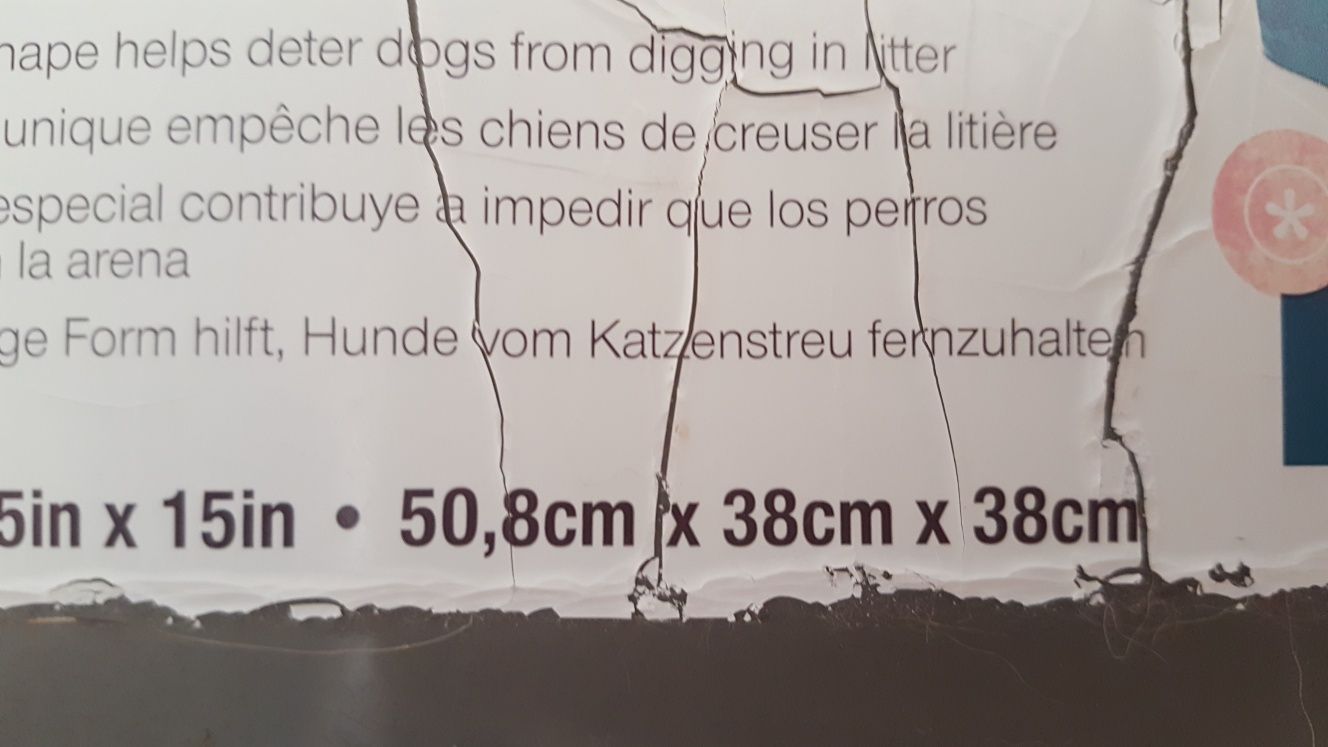 hape helps deter dogs from digging in litter
unique empêche les chiens de creuser la litière
especial contribuye a impedir que los perros
la arena
ge Form hilft, Hunde vom Katzenstreu fernzuhalten
5in x 15in • 50,8cm x 38cm x 38cm